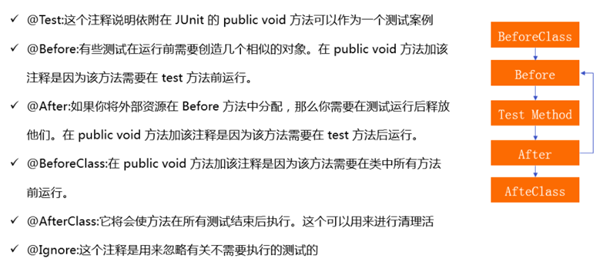 ✓ @Test:这个注释说明依附在 JUnit 的 public void 方法可以作为一个测试案例
✓ @Before:有些测试在运行前需要创造几个相似的对象。在 public void 方法加该
注释是因为该方法需要在 test 方法前运行。
✓ @After:如果你将外部资源在 Before 方法中分配，那么你需要在测试运行后释放
他们。在 public void 方法加该注释是因为该方法需要在 test 方法后运行。
✓ @BeforeClass:在 public void 方法加该注释是因为该方法需要在类中所有方法
前运行。
✓ @AfterClass:它将会使方法在所有测试结束后执行。这个可以用来进行清理活
✓ @Ignore:这个注释是用来忽略有关不需要执行的测试的
BeforeClass
Before
Test Method
After
AfteClass